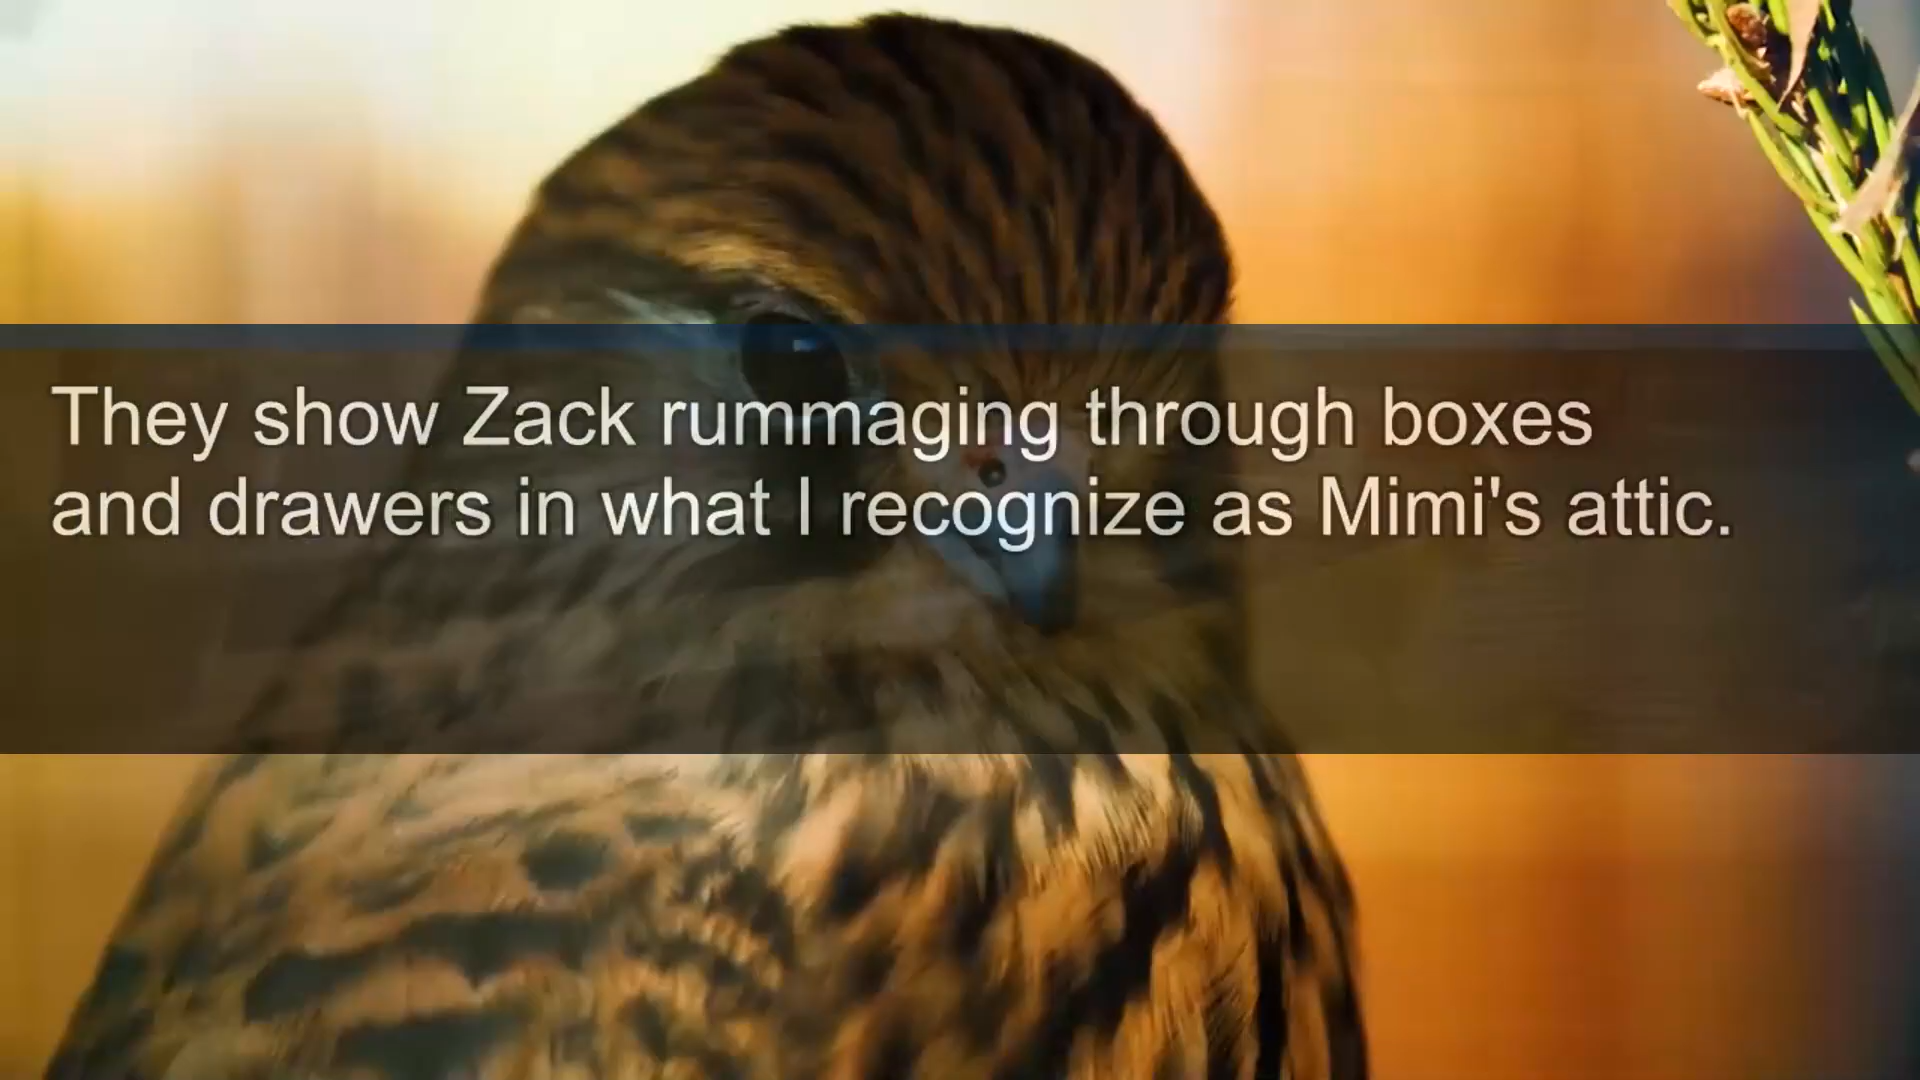 They show Zack rummaging through boxes
and drawers in what I recognize as Mimi's attic.